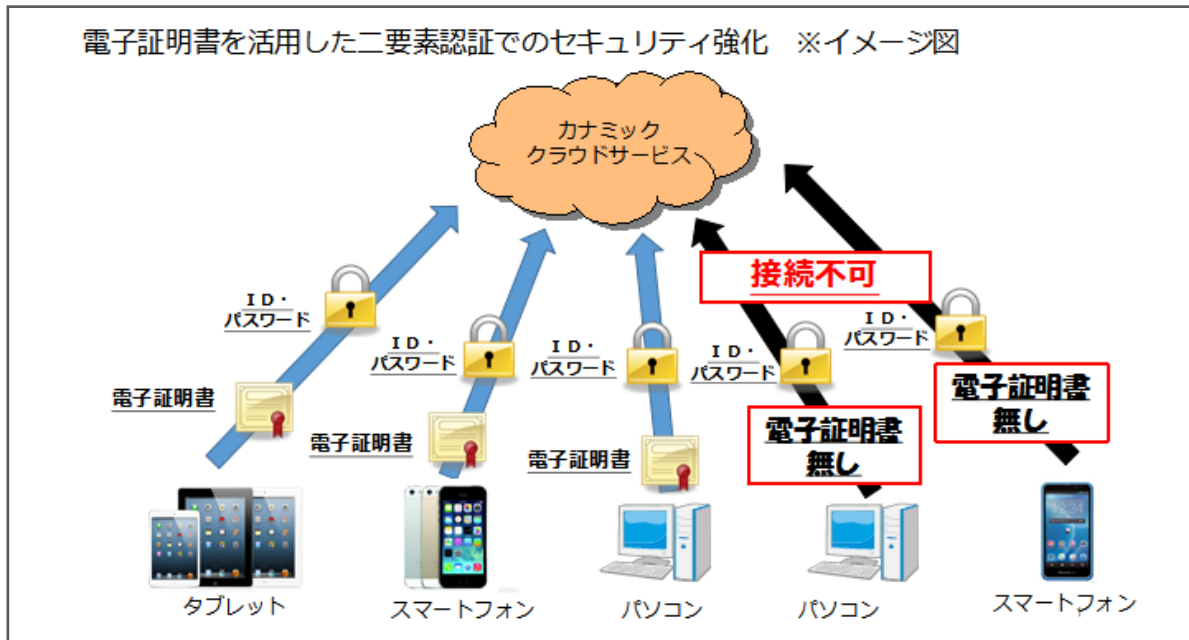 電子証明書を活用した二要素認証でのセキュリティ強化　※イメージ図
カナミック
クラウドサービス
接続不可
ＩＤ・
パスワード
ＩＤ・
パスワード
ＩＤ・
パスワード
ＩＤ・
パスワード
ＩＤ・
パスワード
電子証明書
電子証明書
電子証明書
電子証明書
無し
電子証明書
無し
タブレット
スマートフォン
パソコン
パソコン
スマートフォン